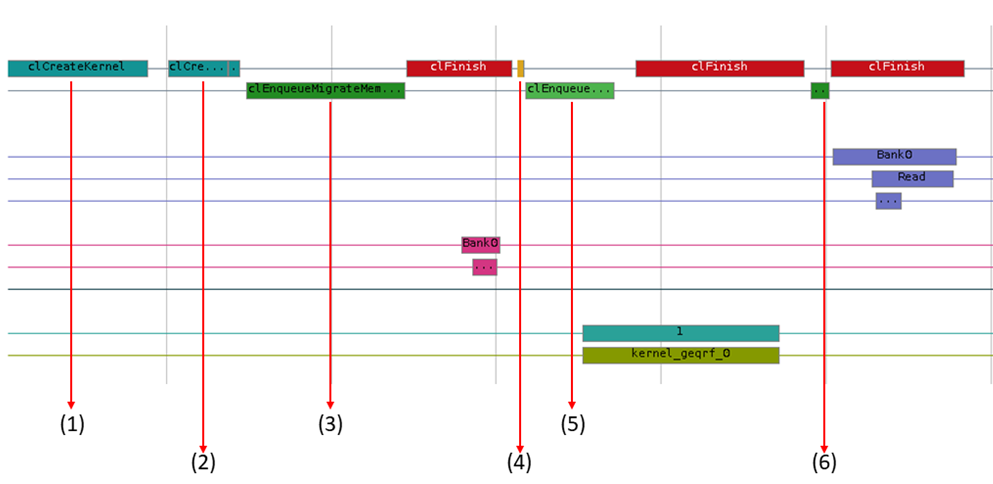 clCreateKernel clCre... . clFinish clFinish clFinish
clEnqueueMigrateMem... clEnqueue... ..
Bank0
Read
...
Bank0
...
1
kernel_geqrf_0
(1) (3) (5)
(2) (4) (6)